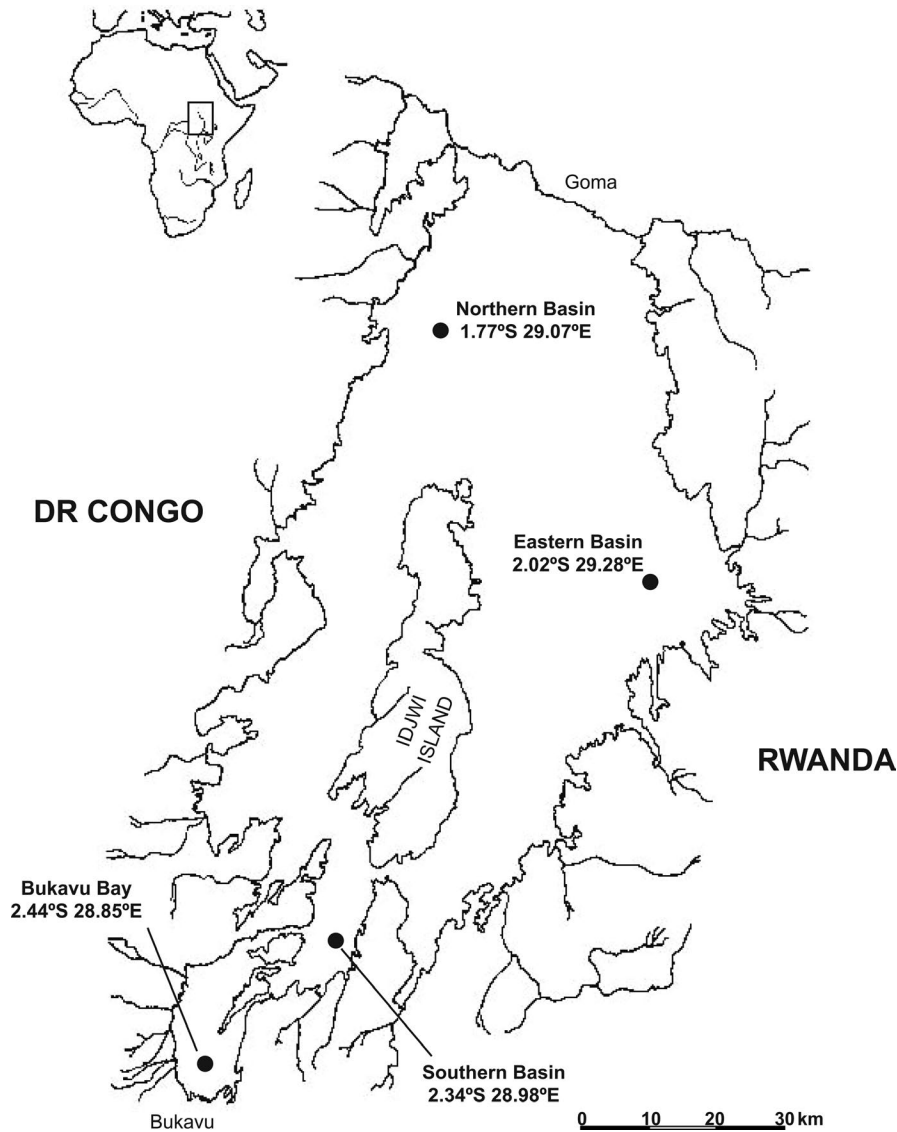 Goma
Northern Basin
1.77ºS 29.07ºE
DR CONGO
Eastern Basin
2.02ºS 29.28ºE
IDJWI
ISLAND
RWANDA
Bukavu Bay
2.44ºS 28.85ºE
Southern Basin
2.34ºS 28.98ºE
Bukavu
0 10 20 30 km